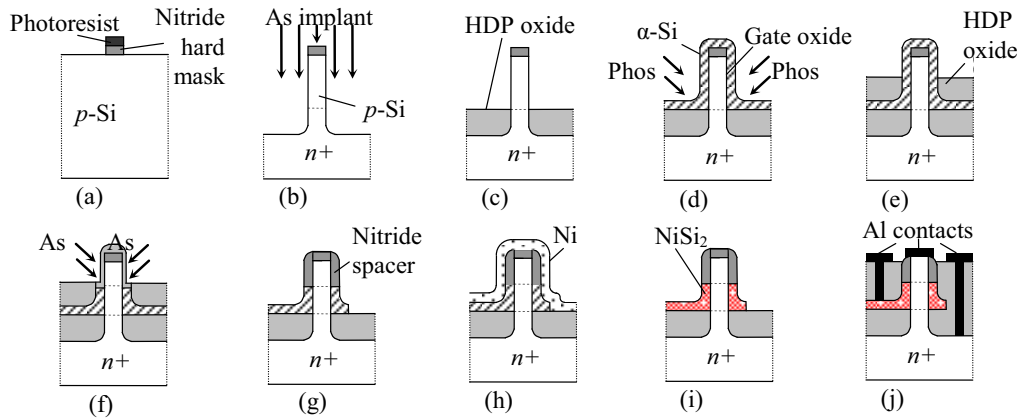 Photoresist
Nitride
hard
mask
p-Si
(a)
As implant
p-Si
n+
(b)
HDP oxide
n+
(c)
α-Si
Gate oxide
Phos
Phos
n+
(d)
HDP
oxide
n+
(e)
As
As
n+
(f)
Nitride
spacer
n+
(g)
Ni
n+
(h)
NiSi₂
n+
(i)
Al contacts
n+
(j)